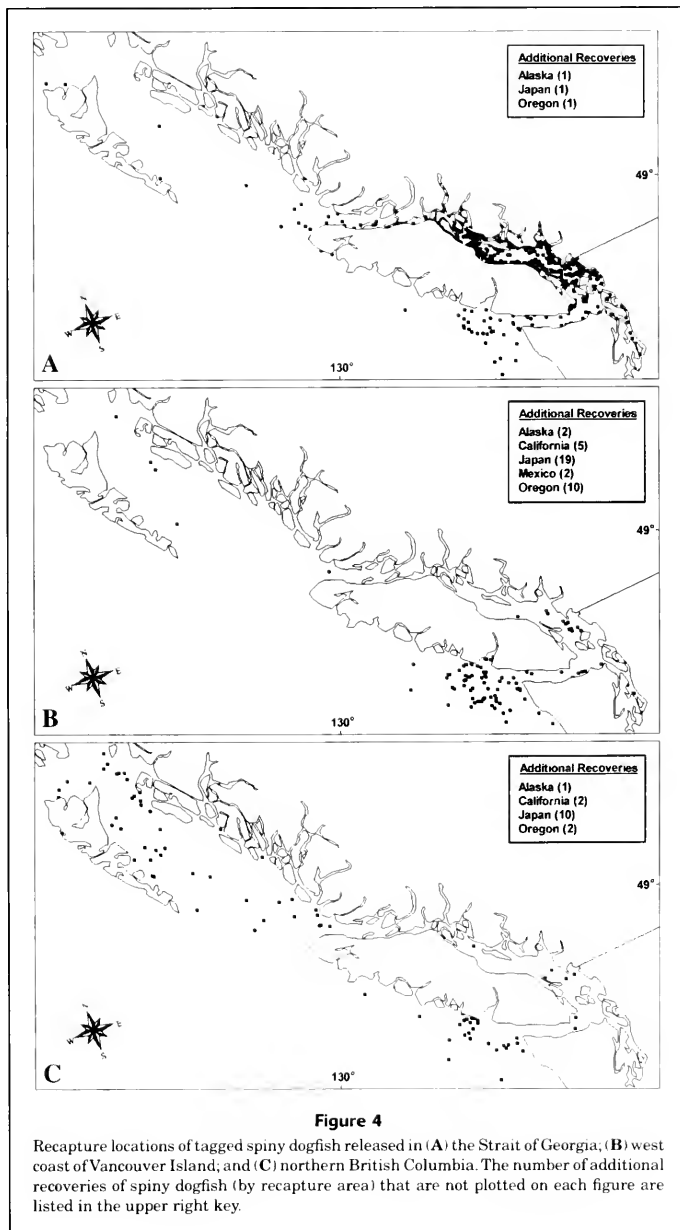 Additional Recoveries
Alaska (1)
Japan (1)
Oregon (1)
49°
N
W E
S
A
130°
Additional Recoveries
Alaska (2)
California (5)
Japan (19)
Mexico (2)
Oregon (10)
49°
N
W E
S
B
130°
Additional Recoveries
Alaska (1)
California (2)
Japan (10)
Oregon (2)
49°
N
W E
S
C
130°
Figure 4
Recapture locations of tagged spiny dogfish released in (A) the Strait of Georgia; (B) west
coast of Vancouver Island; and (C) northern British Columbia. The number of additional
recoveries of spiny dogfish (by recapture area) that are not plotted on each figure are
listed in the upper right key.